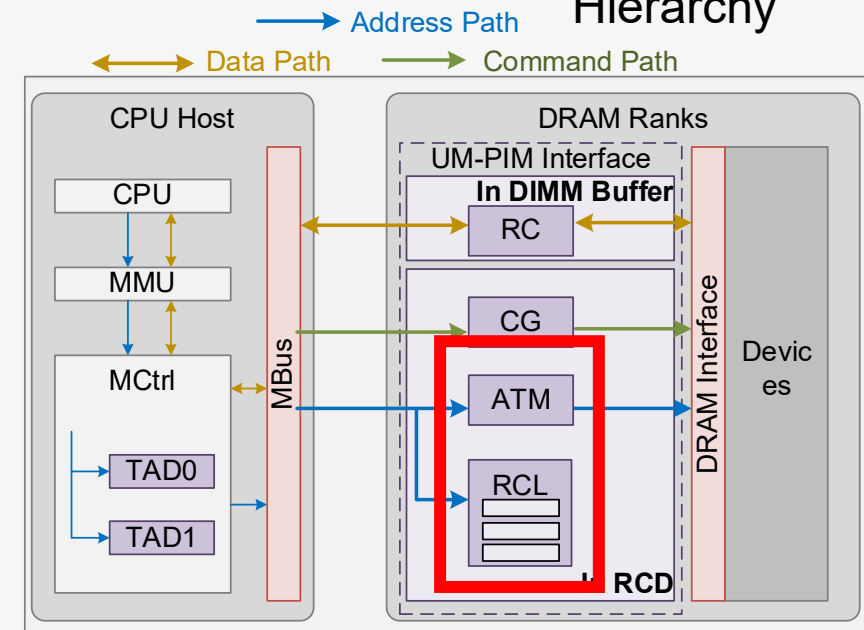 Hierarchy
Address Path
Data Path
Command Path
CPU Host
DRAM Ranks
UM-PIM Interface
In DIMM Buffer
CPU
RC
MMU
CG
MCtrl
MBus
ATM
DRAM Interface
Devic
es
TAD0
RCL
TAD1
RCD